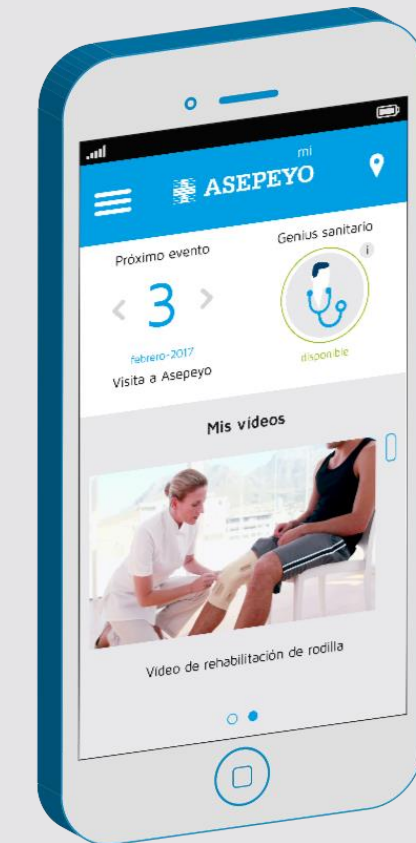 mi
ASEPEYO
Próximo evento
3
febrero-2017
Visita a Asepeyo
Genius sanitario
i
disponible
Mis vídeos
Vídeo de rehabilitación de rodilla